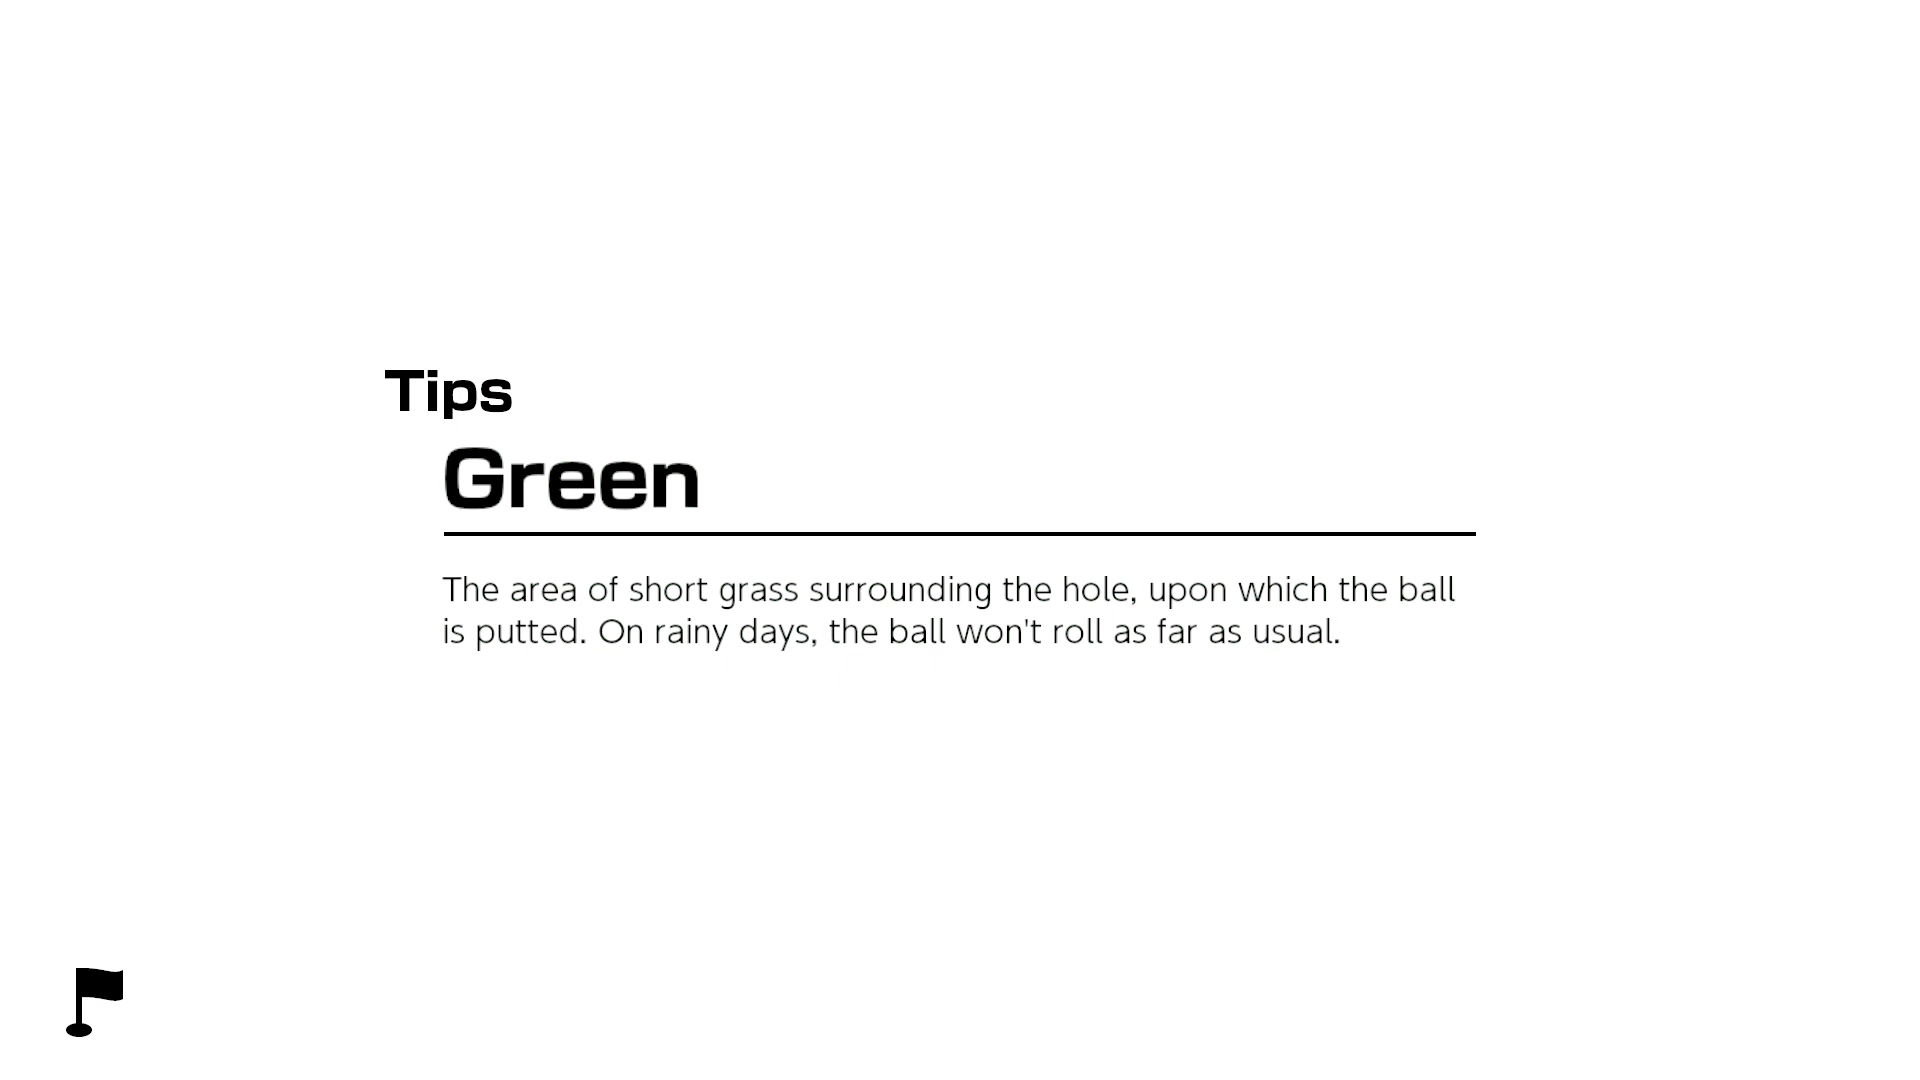 Tips
Green
The area of short grass surrounding the hole, upon which the ball
is putted. On rainy days, the ball won't roll as far as usual.